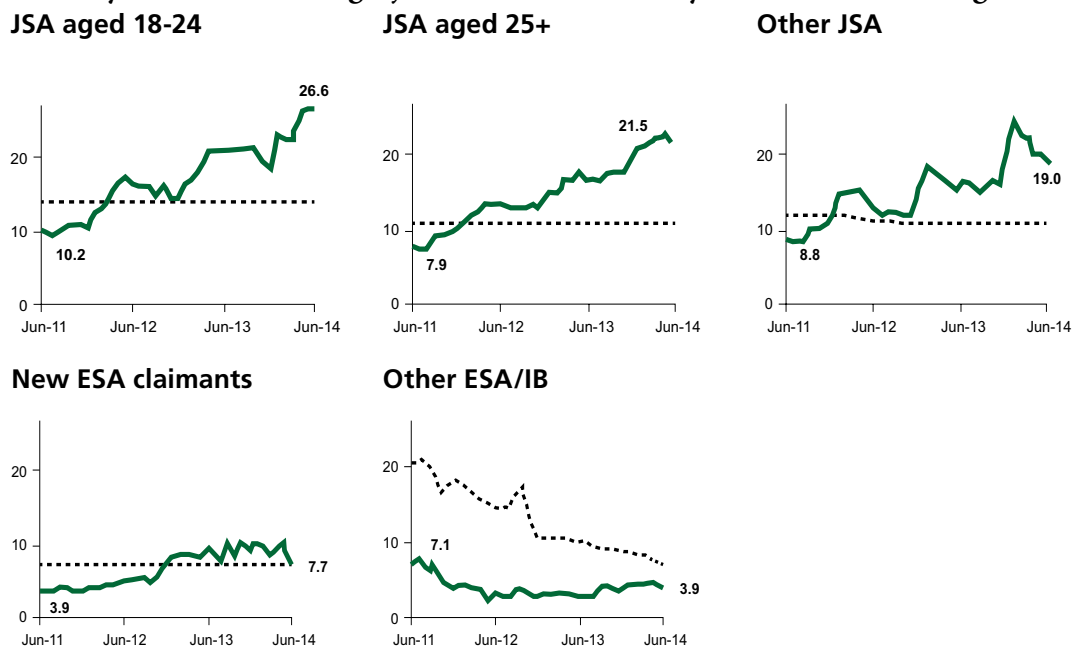 JSA aged 18-24
26.6
20
10
10.2
0
Jun-11 Jun-12 Jun-13 Jun-14
JSA aged 25+
21.5
20
10
7.9
0
Jun-11 Jun-12 Jun-13 Jun-14
Other JSA
20
19.0
10
8.8
0
Jun-11 Jun-12 Jun-13 Jun-14
New ESA claimants
20
10
7.7
3.9
0
Jun-11 Jun-12 Jun-13 Jun-14
Other ESA/IB
20
10
7.1
3.9
0
Jun-11 Jun-12 Jun-13 Jun-14